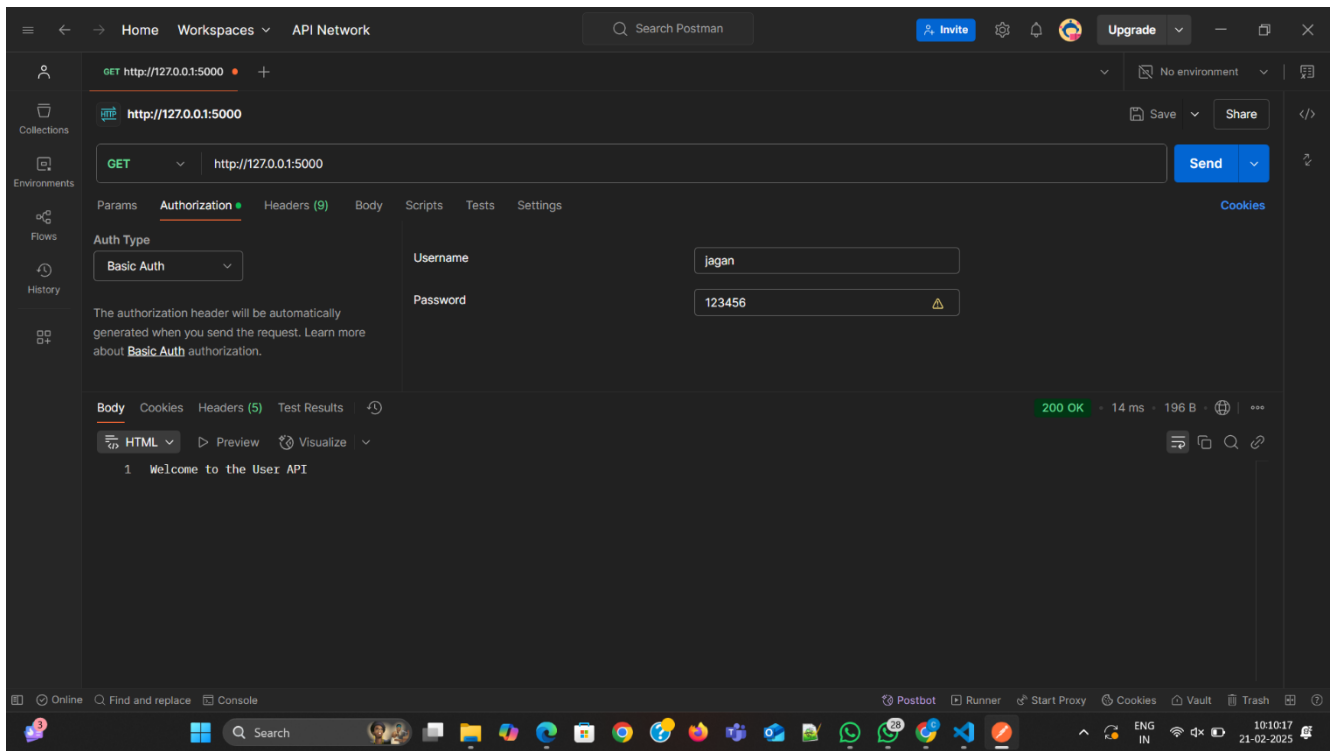 Home Workspaces API Network Search Postman Invite Upgrade
GET http://127.0.0.1:5000 No environment
HTTP http://127.0.0.1:5000 Save Share
Collections
GET http://127.0.0.1:5000 Send
Environments
Params Authorization Headers (9) Body Scripts Tests Settings Cookies
Flows
Auth Type
Basic Auth
Username jagan
History
Password 123456
The authorization header will be automatically
generated when you send the request. Learn more
about Basic Auth authorization.
Body Cookies Headers (5) Test Results 200 OK 14 ms 196 B
HTML Preview Visualize
1 Welcome to the User API
Online Find and replace Console Postbot Runner Start Proxy Cookies Vault Trash
3 Search 28 ENG 10:10:17
IN 21-02-2025